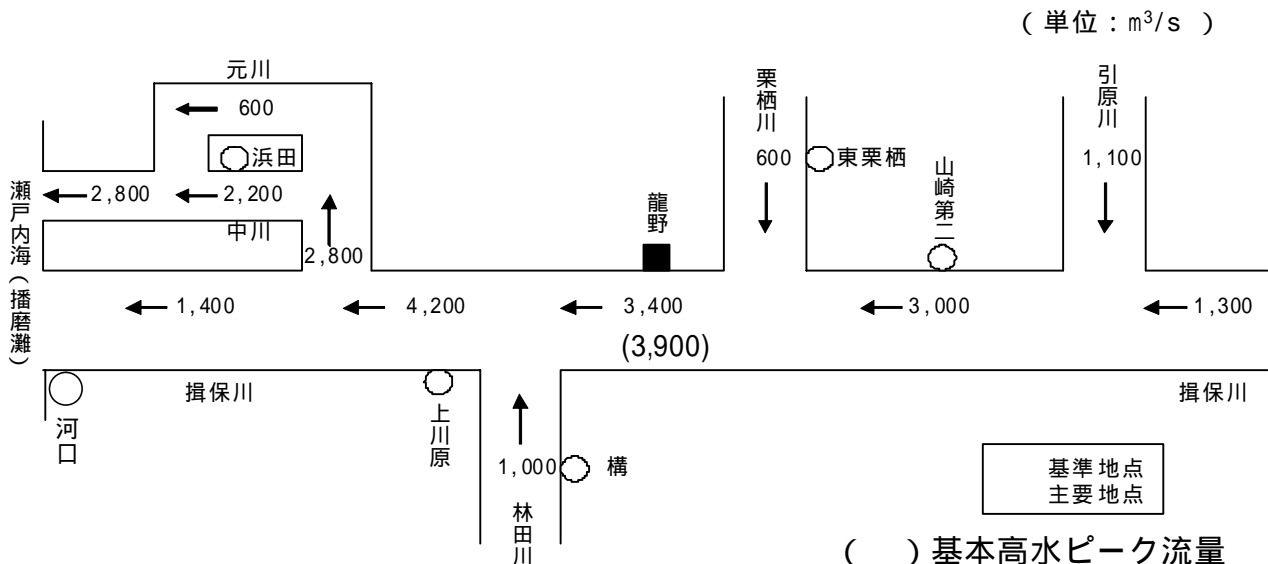 (単位：m³/s )
元川
600
浜田
2,800
2,200
中川
2,800
瀬戸内海(播磨灘)
栗栖川
600
東栗栖
引原川
1,100
山崎第二
龍野
1,400
4,200
3,400
3,000
1,300
(3,900)
揖保川
揖保川
河口
上川原
1,000
構
林田川
基準地点
主要地点
( )基本高水ピーク流量